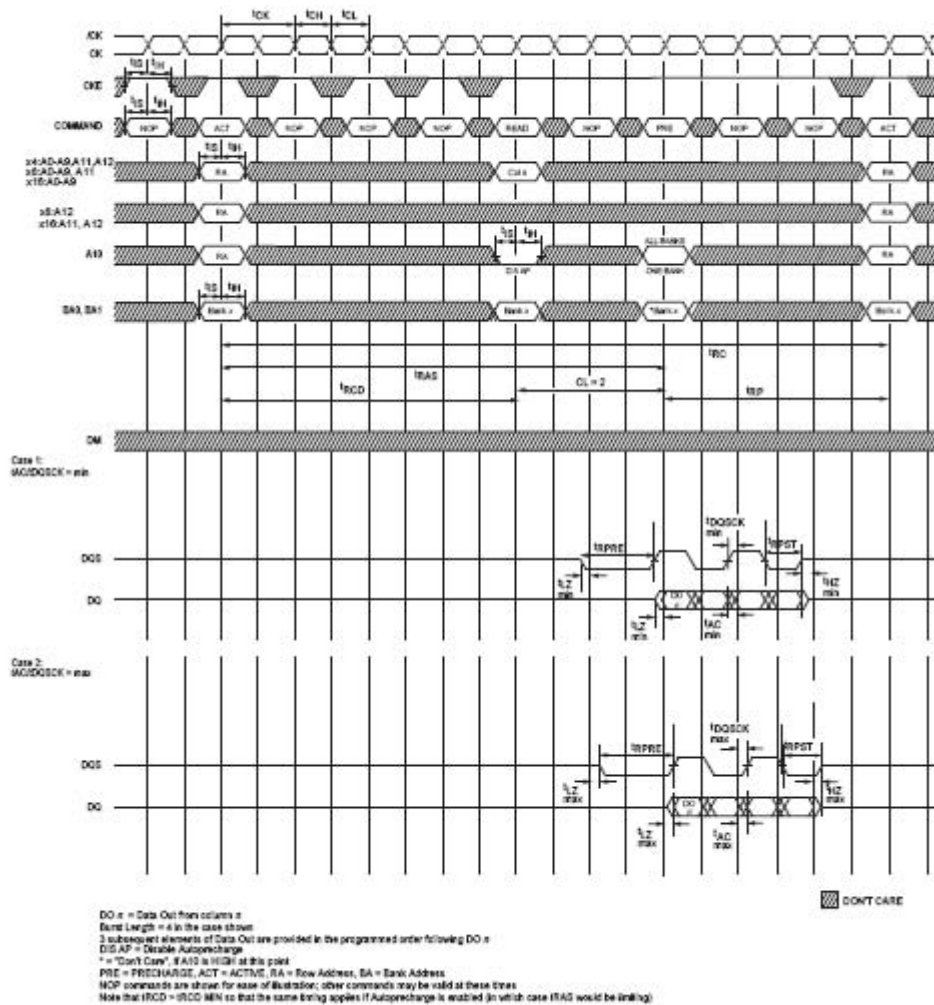 tCK tCH tCL
/CK
CK
tIS tIH
CKE
tIS tIH
COMMAND NOP ACT NOP NOP NOP READ NOP PRE NOP NOP ACT
tIS tIH
x4:A0-A9,A11,A12
x8:A0-A9, A11
x16:A0-A9
RA Col n RA
x8:A12
x16:A11, A12
RA RA
tIS tIH
ALL BANKS
A10 RA RA
DIS AP ONE BANK
tIS tIH
BA0, BA1 Bank x Bank x *Bank x Bank x
tRC
tRAS
tRCD CL = 2 tRP
DM
Case 1:
tAC/tDQSCK = min
tDQSCK
min
tRPRE tRPST
DQS
tLZ
min
tHZ
min
DQ DO
n
tLZ
min
tAC
min
Case 2:
tAC/tDQSCK = max
tDQSCK
max
tRPRE tRPST
DQS
tLZ
max
tHZ
max
DQ DO
n
tLZ
max
tAC
max
DON'T CARE
DO n = Data Out from column n
Burst Length = 4 in the case shown
3 subsequent elements of Data Out are provided in the programmed order following DO n
DIS AP = Disable Autoprecharge
* = "Don't Care", if A10 is HIGH at this point
PRE = PRECHARGE, ACT = ACTIVE, RA = Row Address, BA = Bank Address
NOP commands are shown for ease of illustration; other commands may be valid at these times
Note that tRCD > tRCD MIN so that the same timing applies if Autoprecharge is enabled (in which case tRAS would be limiting)